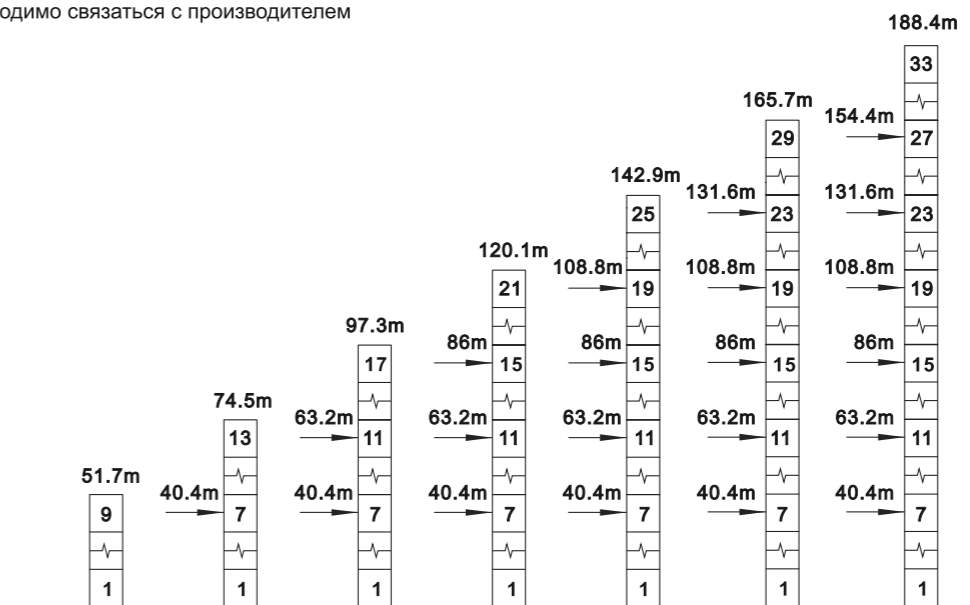 одимо связаться с производителем
188.4m
33
165.7m
154.4m
29
27
142.9m
131.6m
131.6m
25
23
23
120.1m
108.8m
108.8m
108.8m
21
19
19
19
97.3m
86m
86m
86m
86m
17
15
15
15
15
74.5m
63.2m
63.2m
63.2m
63.2m
63.2m
13
11
11
11
11
11
51.7m
40.4m
40.4m
40.4m
40.4m
40.4m
40.4m
9
7
7
7
7
7
7
1
1
1
1
1
1
1